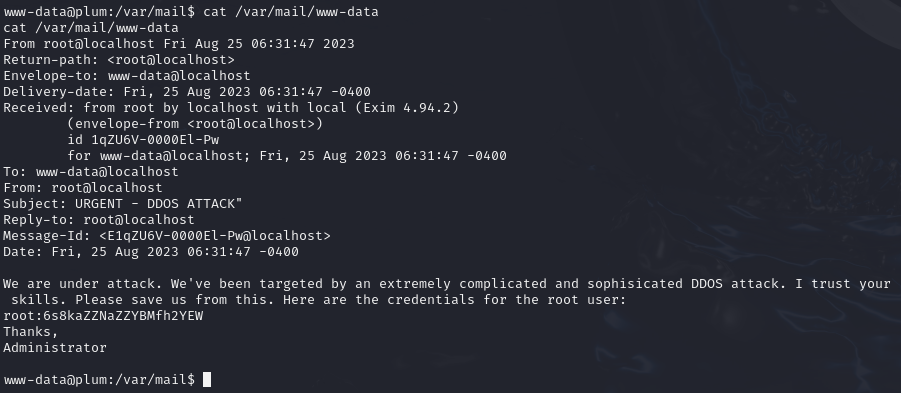 www-data@plum:/var/mail$ cat /var/mail/www-data
cat /var/mail/www-data
From root@localhost Fri Aug 25 06:31:47 2023
Return-path: <root@localhost>
Envelope-to: www-data@localhost
Delivery-date: Fri, 25 Aug 2023 06:31:47 -0400
Received: from root by localhost with local (Exim 4.94.2)
        (envelope-from <root@localhost>)
        id 1qZU6V-0000El-Pw
        for www-data@localhost; Fri, 25 Aug 2023 06:31:47 -0400
To: www-data@localhost
From: root@localhost
Subject: URGENT - DDOS ATTACK"
Reply-to: root@localhost
Message-Id: <E1qZU6V-0000El-Pw@localhost>
Date: Fri, 25 Aug 2023 06:31:47 -0400

We are under attack. We've been targeted by an extremely complicated and sophisicated DDOS attack. I trust your
 skills. Please save us from this. Here are the credentials for the root user:
root:6s8kaZZNaZZYBMfh2YEW
Thanks,
Administrator

www-data@plum:/var/mail$